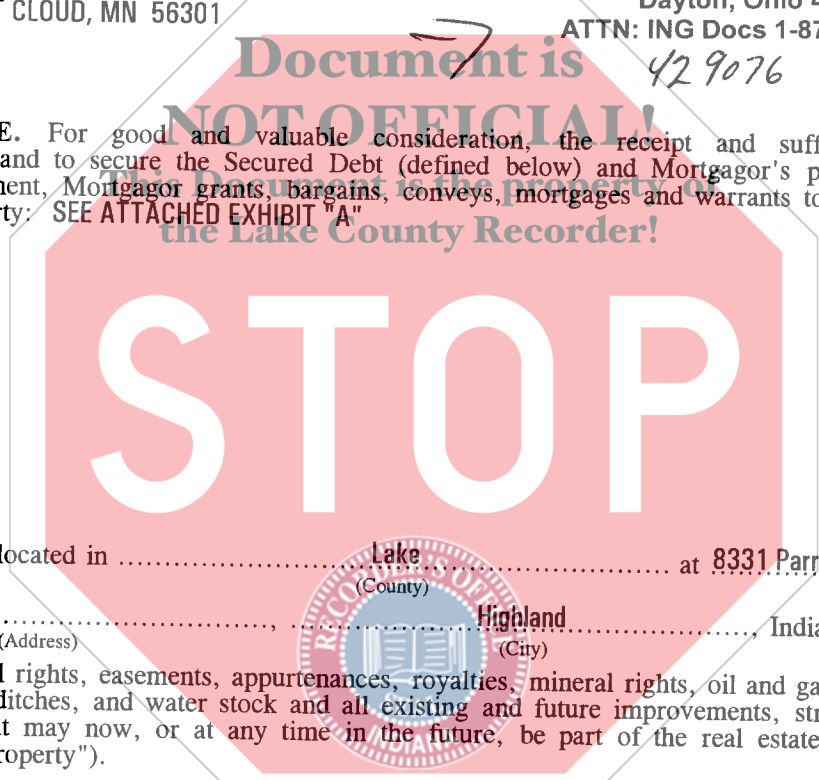 CLOUD, MN 56301
Dayton, Ohio
ATTN: ING Docs 1-87
429076
Document is
NOT OFFICIAL!
This Document is the property of
the Lake County Recorder!
E. For good and valuable consideration, the receipt and suff
and to secure the Secured Debt (defined below) and Mortgagor's p
ment, Mortgagor grants, bargains, conveys, mortgages and warrants to
rty: SEE ATTACHED EXHIBIT "A"
STOP
located in .................... Lake .................... at 8331 Parr
(County)
...................., .................... Highland ...................., India
(Address)
(City)
RECORDER'S OFFICE
INDIANA
l rights, easements, appurtenances, royalties, mineral rights, oil and ga
ditches, and water stock and all existing and future improvements, str
t may now, or at any time in the future, be part of the real estate
roperty").